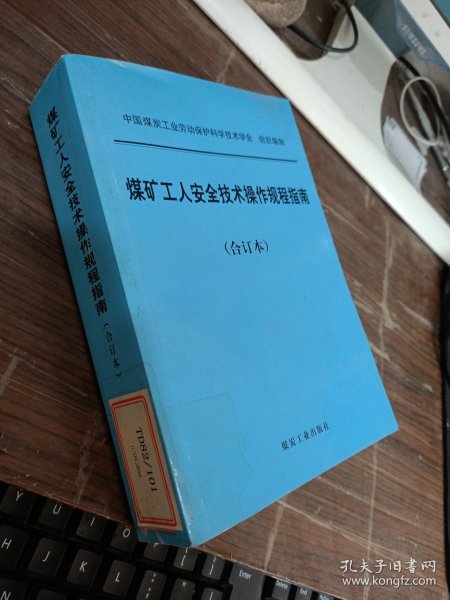 中国煤炭工业劳动保护科学技术学会 组织编制
煤矿工人安全技术操作规程指南
(合订本)
煤炭工业出版社
煤矿工人安全技术操作规程指南
(合订本)
TD82/101
Y
U
I
O
H
J
K
孔夫子旧书网
www.kongfz.com